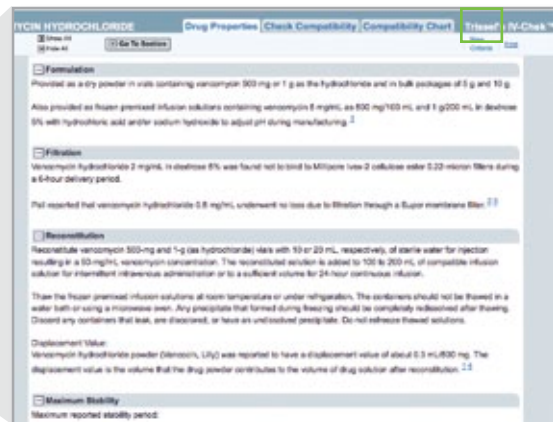 YCIN HYDROCHLORIDE
Drug Properties Check Compatibility Compatibility Chart Trissel's IV-Chek™
Show All
Hide All
Go To Section
Criteria
Print
Formulation
Provided as a dry powder in vials containing vancomycin 500 mg or 1 g as the hydrochloride and in bulk packages of 5 g and 10 g.
Also provided as frozen premixed infusion solutions containing vancomycin 5 mg/mL as 500 mg/100 mL and 1 g/200 mL in dextrose
5% with hydrochloric acid and/or sodium hydroxide to adjust pH during manufacturing.
Filtration
Vancomycin hydrochloride 2 mg/mL in dextrose 5% was found not to bind to Millipore Ivex-2 cellulose ester 0.22-micron filters during
a 6-hour delivery period.
Pall reported that vancomycin hydrochloride 0.8 mg/mL underwent no loss due to filtration through a Supor membrane filter.
Reconstitution
Reconstitute vancomycin 500-mg and 1-g (as hydrochloride) vials with 10 or 20 mL, respectively, of sterile water for injection
resulting in a 50-mg/mL vancomycin concentration. The reconstituted solution is added to 100 to 200 mL of compatible infusion
solution for intermittent intravenous administration or to a sufficient volume for 24-hour continuous infusion.
Thaw the frozen premixed infusion solutions at room temperature or under refrigeration. The containers should not be thawed in a
water bath or using a microwave oven. Any precipitate that formed during freezing should be completely redissolved after thawing.
Discard any containers that leak, are discolored, or have an undissolved precipitate. Do not refreeze thawed solutions.
Displacement Value:
Vancomycin hydrochloride powder (Vancocin, Lilly) was reported to have a displacement value of about 0.3 mL/500 mg. The
displacement value is the volume that the drug powder contributes to the volume of drug solution after reconstitution.
Maximum Stability
Maximum reported stability period: